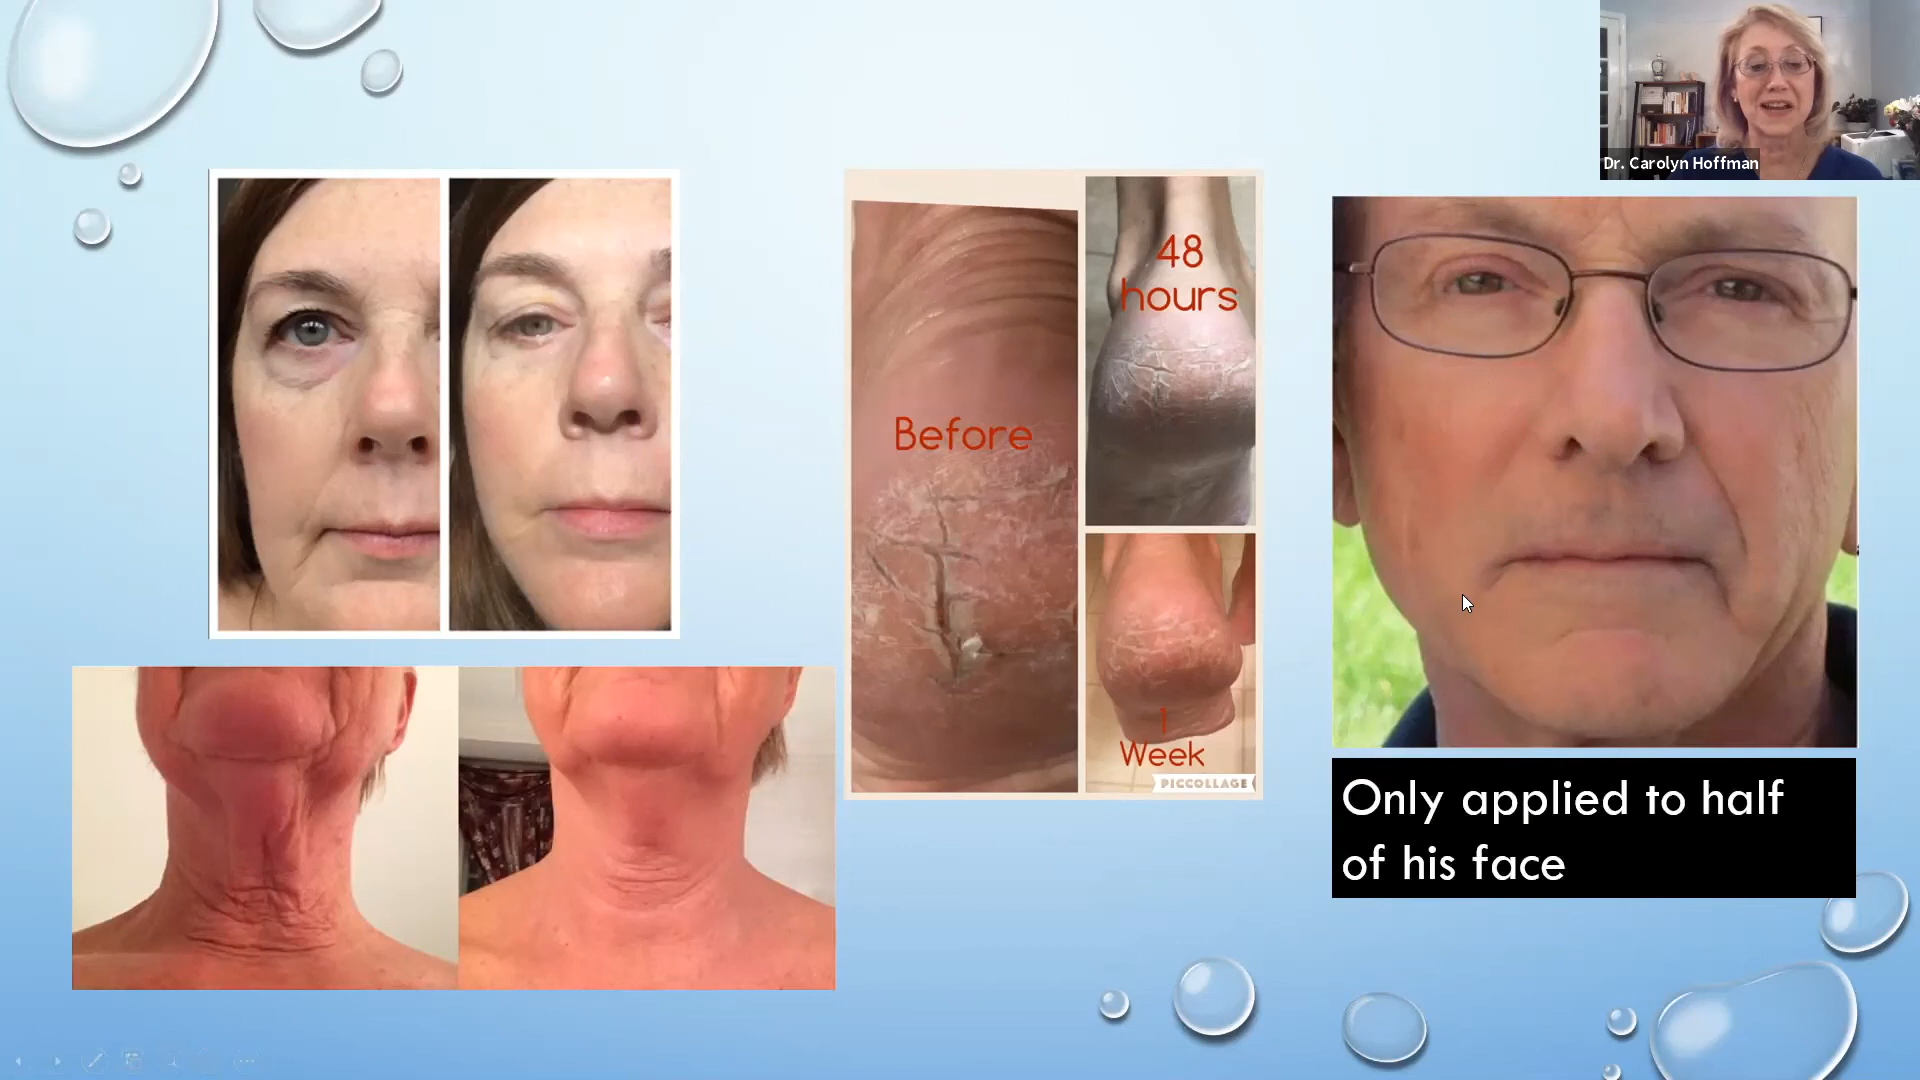 Dr. Carolyn Hoffman
Before
48
hours
1
Week
PICCOLLAGE
Only applied to half
of his face